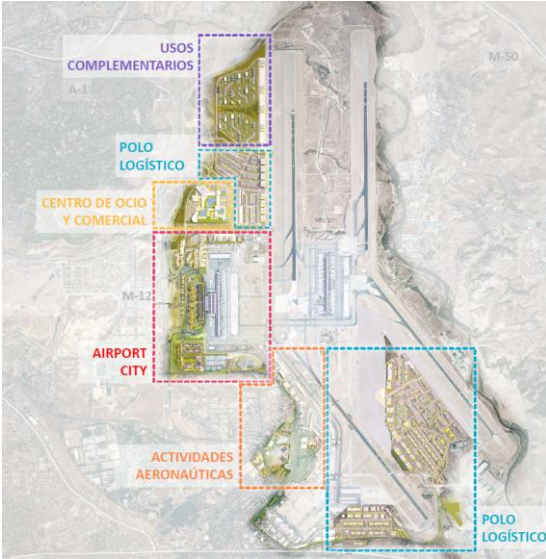 USOS
COMPLEMENTARIOS
M-50
A-1
POLO
LOGÍSTICO
CENTRO DE OCIO
Y COMERCIAL
M-12
AIRPORT
CITY
ACTIVIDADES
AERONAÚTICAS
POLO
LOGÍSTICO